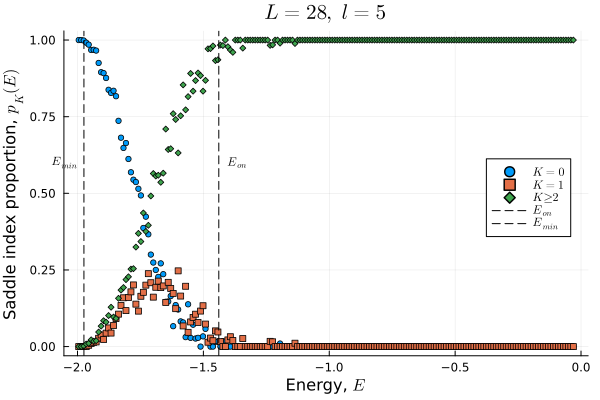 L = 28, l = 5
Saddle index proportion, p_K(E)
1.00
0.75
0.50
0.25
0.00
E_min
E_on
K = 0
K = 1
K ≥ 2
E_on
E_min
−2.0 −1.5 −1.0 −0.5 0.0
Energy, E